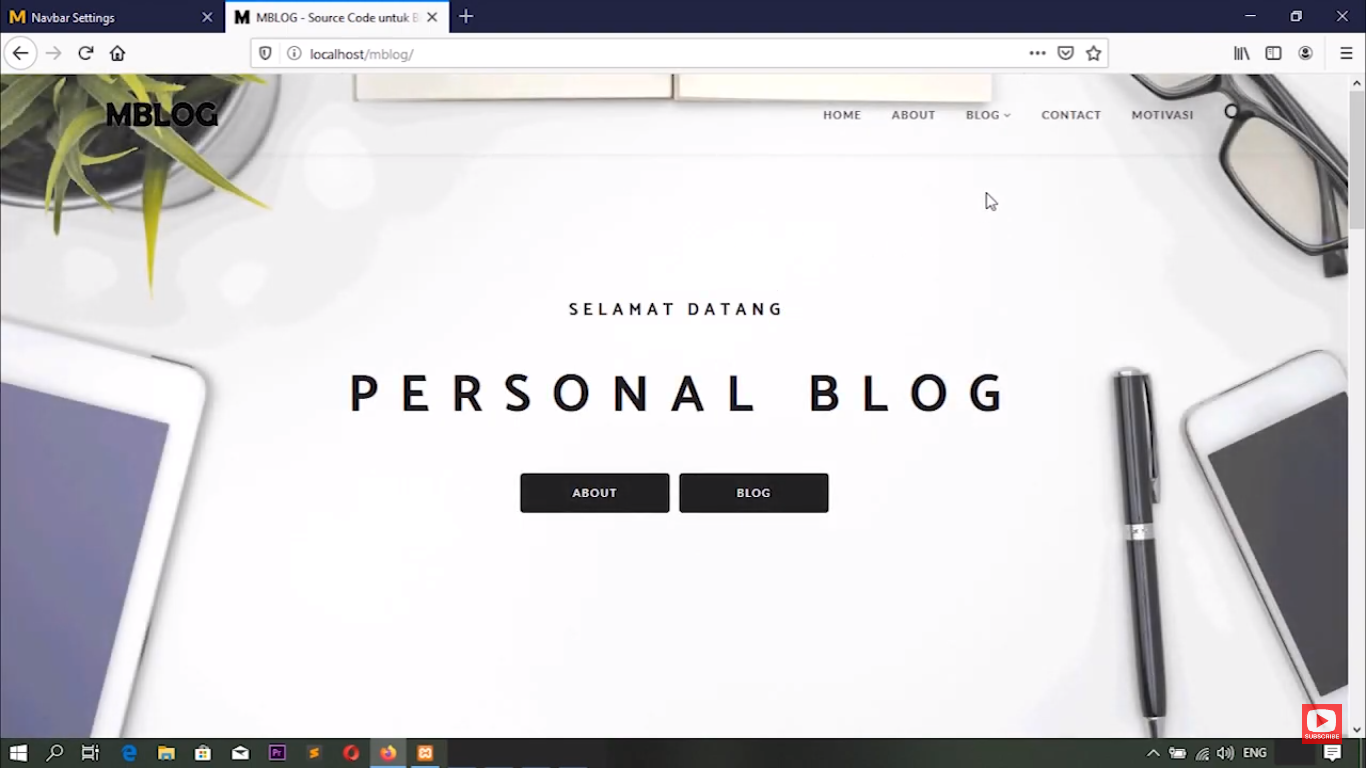 Navbar Settings
MBLOG - Source Code untuk B
localhost/mblog/
MBLOG
HOME ABOUT BLOG CONTACT MOTIVASI
SELAMAT DATANG
PERSONAL BLOG
ABOUT BLOG
SUBSCRIBE
Pr
ENG